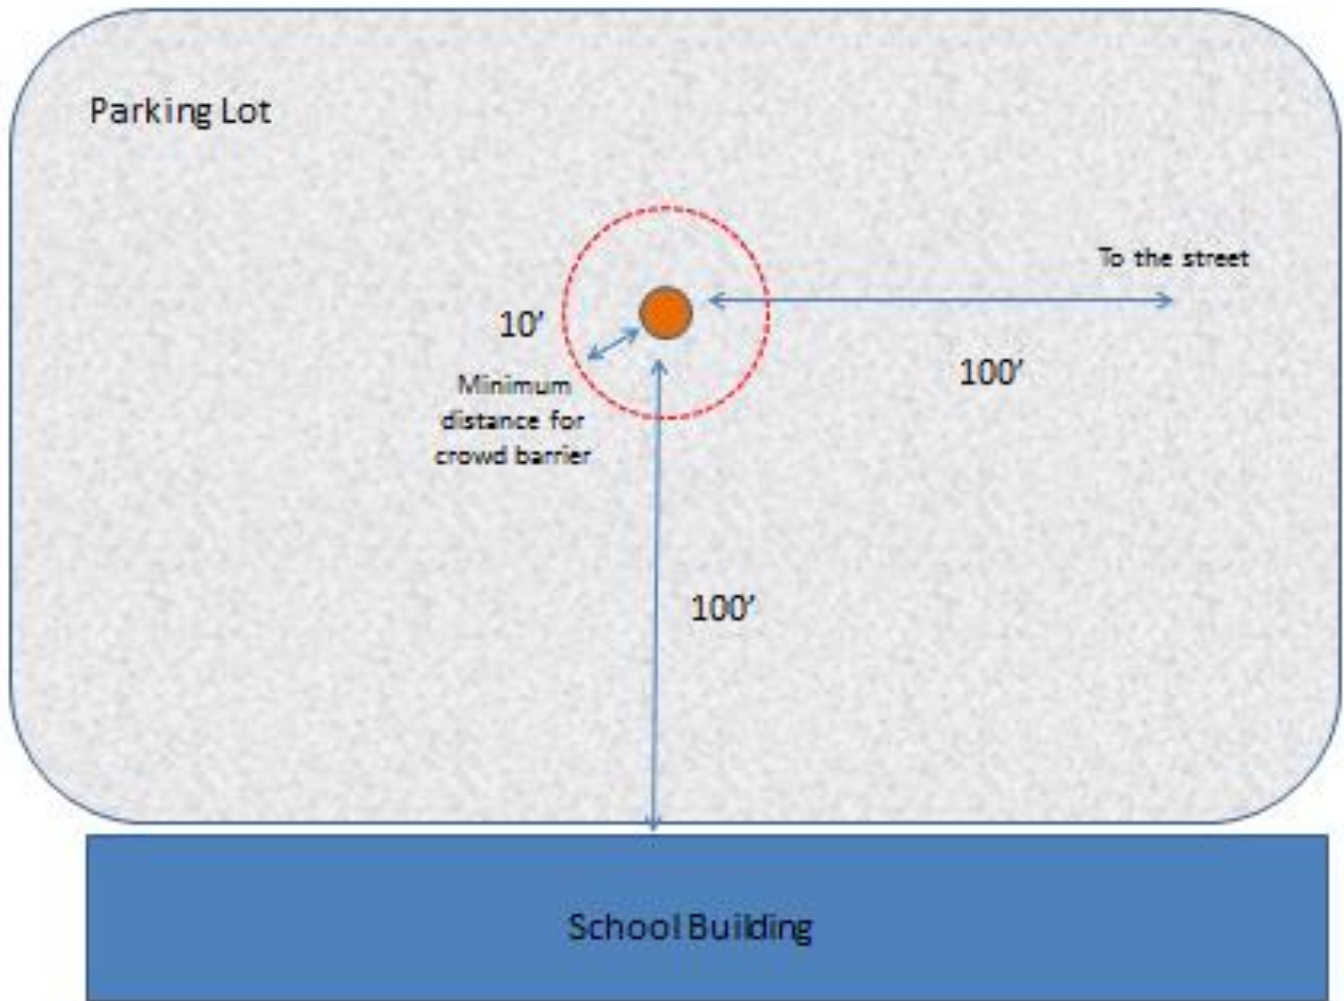 Parking Lot
To the street
10'
100'
Minimum
distance for
crowd barrier
100'
School Building